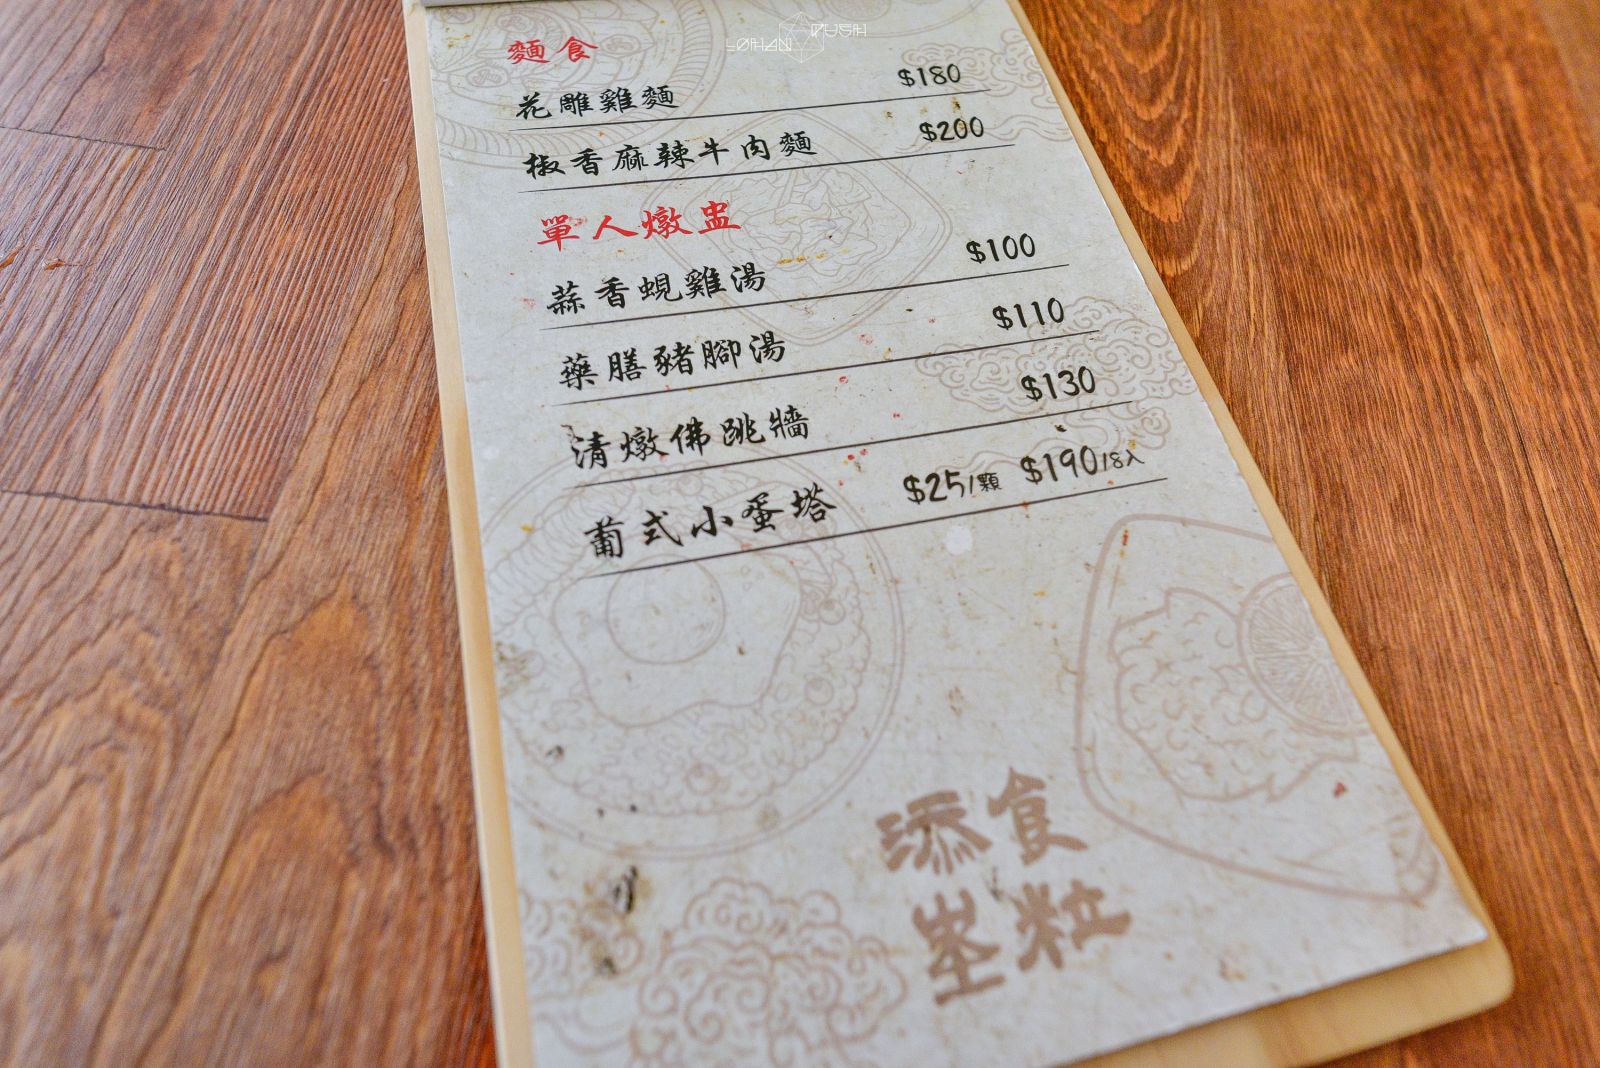 LOHAN DUSH
麵食
花雕雞麵 $180
椒香麻辣牛肉麵 $200
單人燉盅
蒜香蜆雞湯 $100
藥膳豬腳湯 $110
清燉佛跳牆 $130
葡式小蛋塔 $25/顆 $190/8入
添食
粒